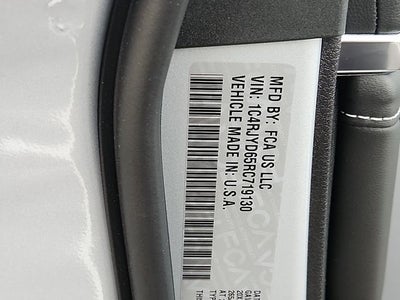 MFD BY: FCA US LLC
VIN: 1C4RJYD65RC719130
VEHICLE MADE IN: U.S.A.